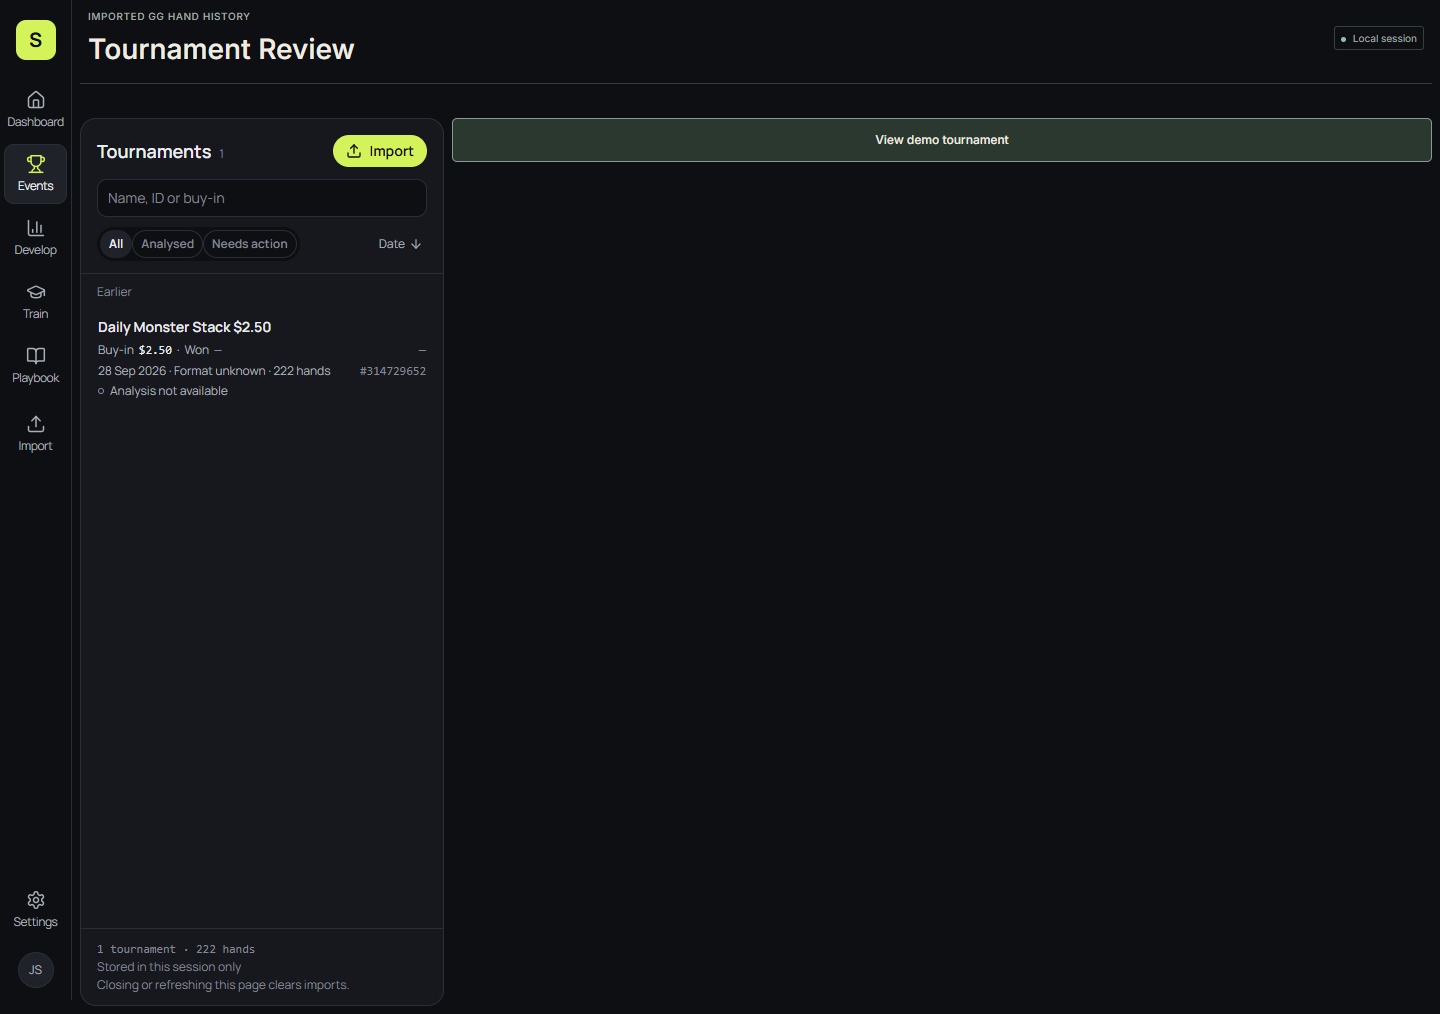 S
Dashboard
Events
Develop
Train
Playbook
Import
Settings
JS
IMPORTED GG HAND HISTORY
Tournament Review
Local session
Tournaments 1
Import
Name, ID or buy-in
All Analysed Needs action Date ↓
Earlier
Daily Monster Stack $2.50
Buy-in $2.50 · Won — —
28 Sep 2026 · Format unknown · 222 hands #314729652
Analysis not available
1 tournament · 222 hands
Stored in this session only
Closing or refreshing this page clears imports.
View demo tournament